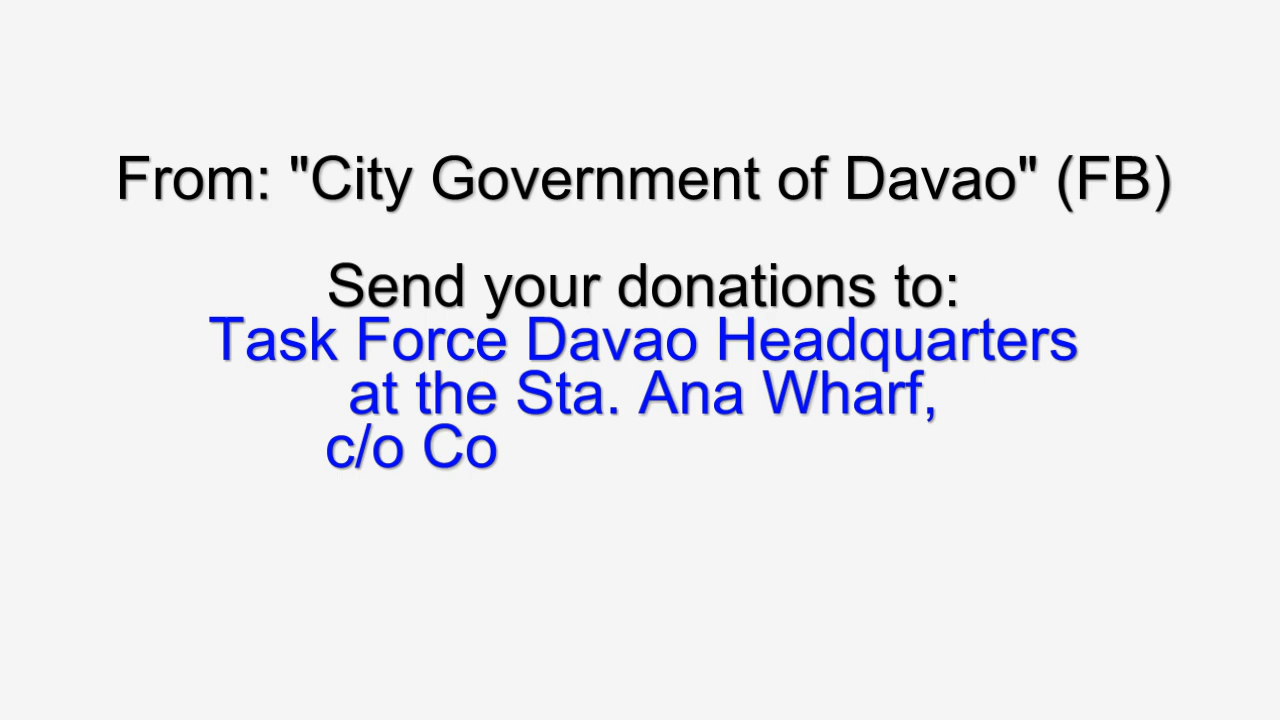 From: "City Government of Davao" (FB)
Send your donations to:
Task Force Davao Headquarters
at the Sta. Ana Wharf,
c/o Co